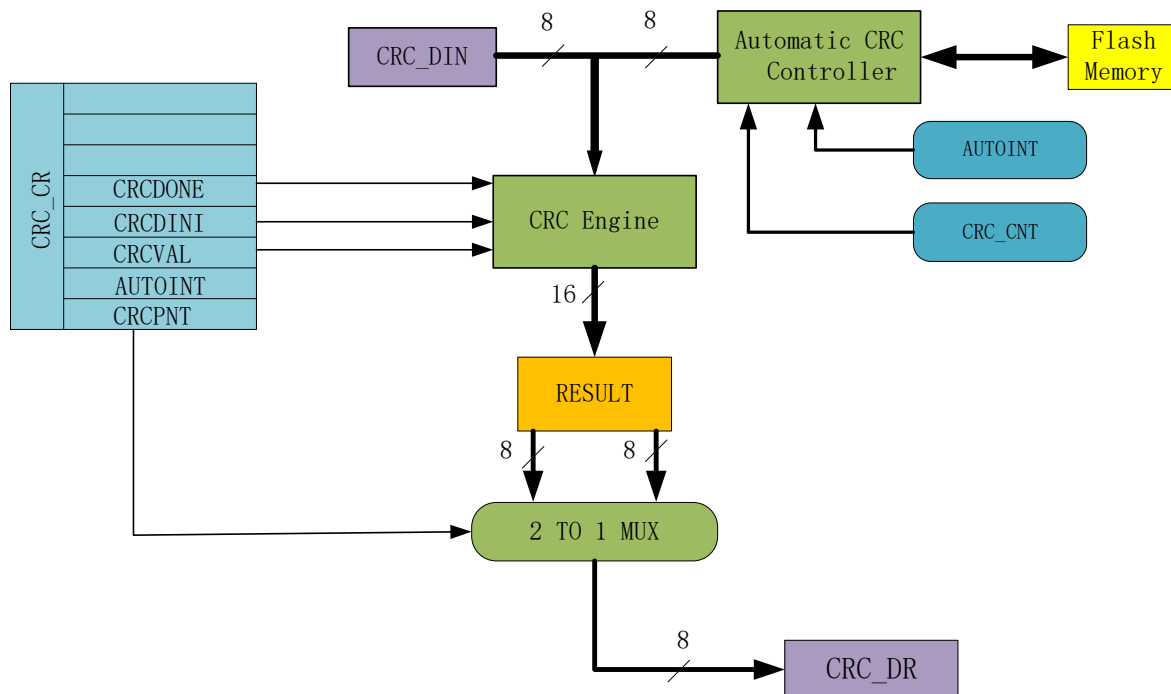 8
8
CRC_DIN
Automatic CRC
Controller
Flash
Memory
AUTOINT
CRC_CNT
CRC_CR
CRCDONE
CRCDINI
CRCVAL
AUTOINT
CRCPNT
CRC Engine
16
RESULT
8
8
2 TO 1 MUX
8
CRC_DR